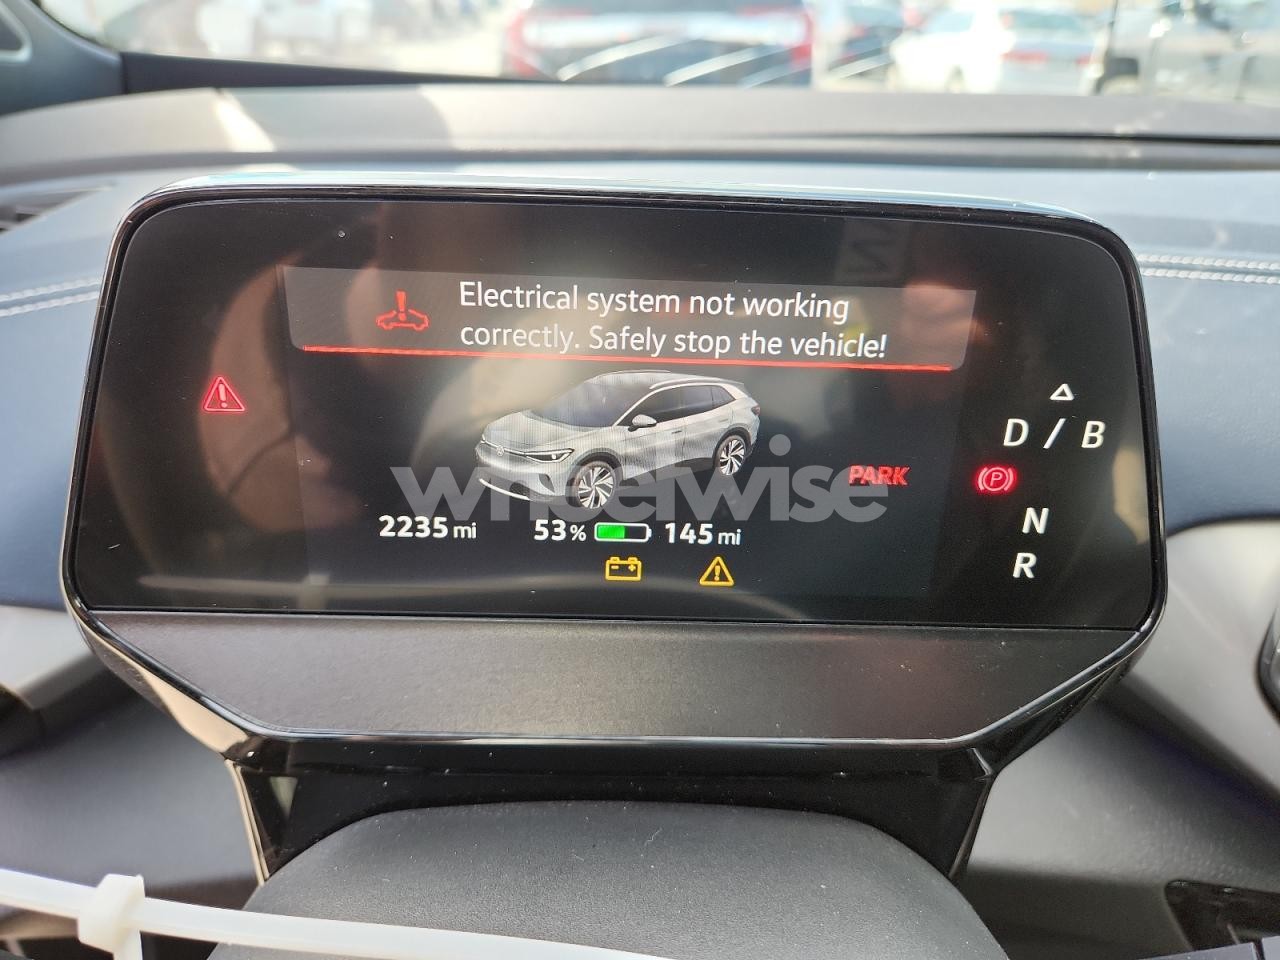 Electrical system not working
correctly. Safely stop the vehicle!
D / B
PARK
P
wheelwise
2235 mi 53% 145 mi
N
R